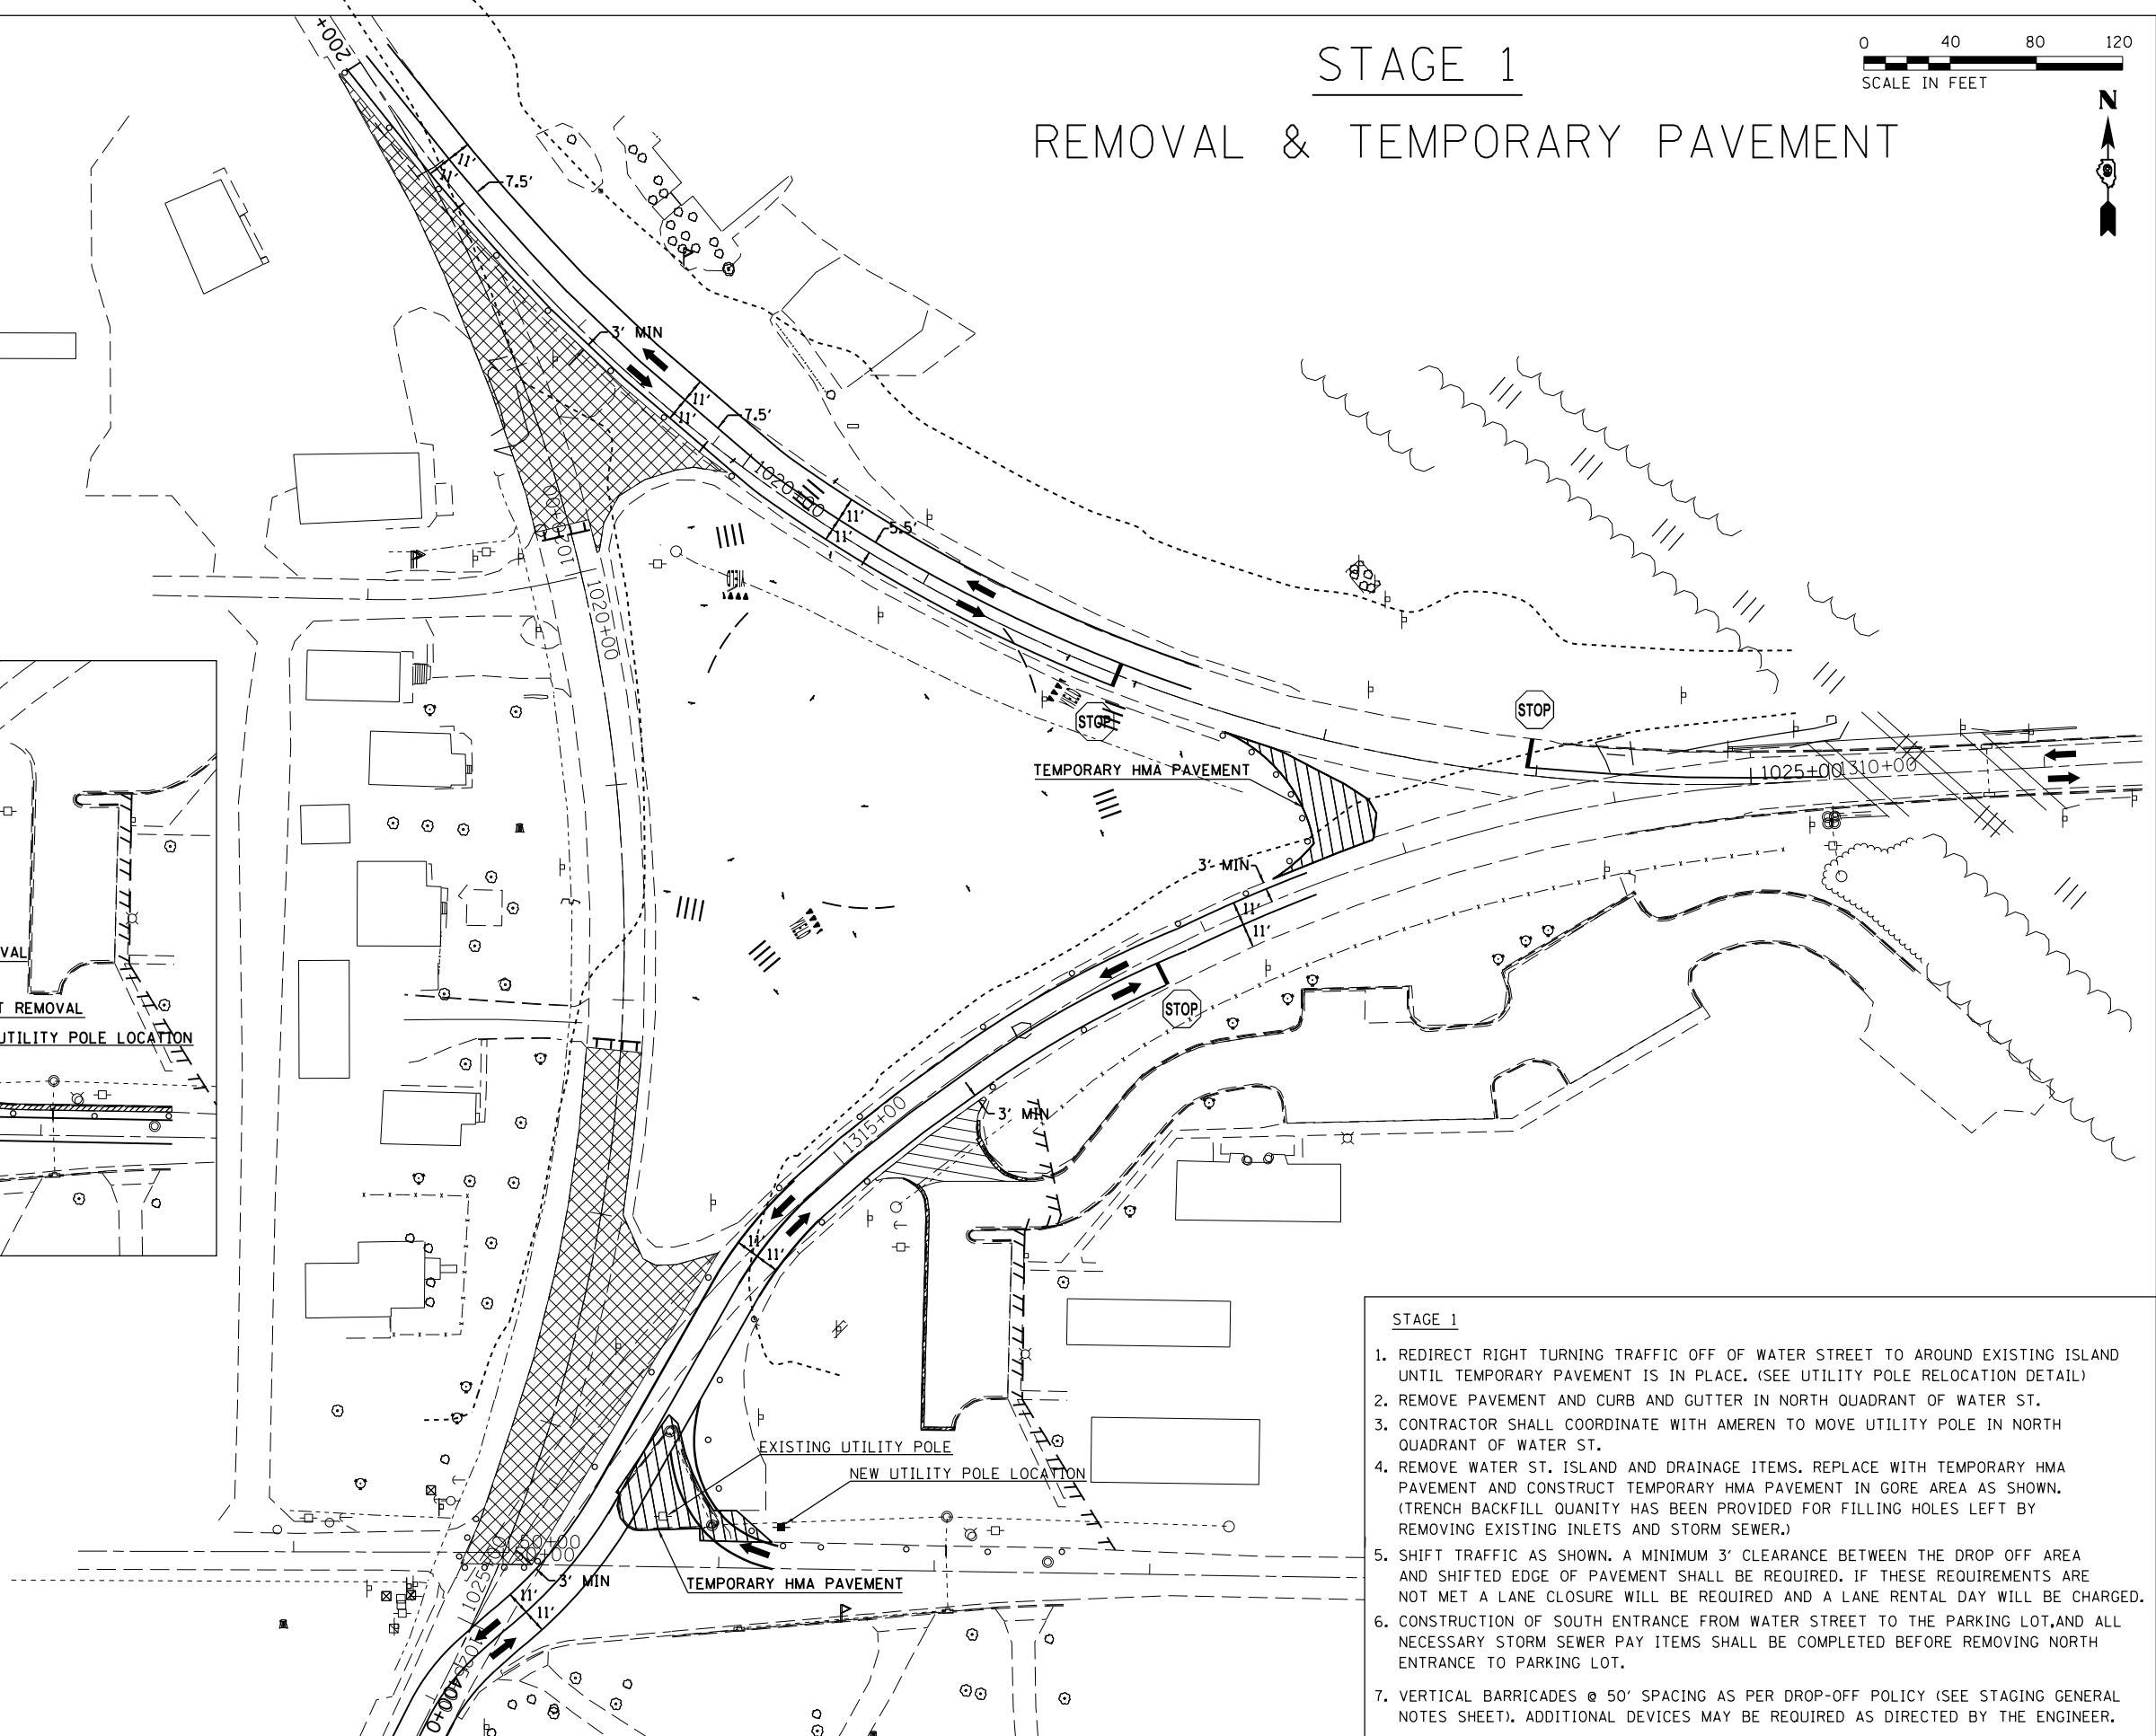 STAGE 1
REMOVAL & TEMPORARY PAVEMENT
0 40 80 120
SCALE IN FEET
N
200+
11'
11'
7.5'
3' MIN
11'
11'
7.5'
1020+00
11'
11'
5.5'
1020+00
YIELD
YIELD
STOP
STOP
1025+00
1310+00
TEMPORARY HMA PAVEMENT
3' MIN
11'
11'
YIELD
STOP
VAL
T REMOVAL
UTILITY POLE LOCATION
3' MIN
1315+00
11'
11'
EXISTING UTILITY POLE
NEW UTILITY POLE LOCATION
3' MIN
TEMPORARY HMA PAVEMENT
11'
11'
STAGE 1
1. REDIRECT RIGHT TURNING TRAFFIC OFF OF WATER STREET TO AROUND EXISTING ISLAND
UNTIL TEMPORARY PAVEMENT IS IN PLACE. (SEE UTILITY POLE RELOCATION DETAIL)
2. REMOVE PAVEMENT AND CURB AND GUTTER IN NORTH QUADRANT OF WATER ST.
3. CONTRACTOR SHALL COORDINATE WITH AMEREN TO MOVE UTILITY POLE IN NORTH
QUADRANT OF WATER ST.
4. REMOVE WATER ST. ISLAND AND DRAINAGE ITEMS. REPLACE WITH TEMPORARY HMA
PAVEMENT AND CONSTRUCT TEMPORARY HMA PAVEMENT IN GORE AREA AS SHOWN.
(TRENCH BACKFILL QUANITY HAS BEEN PROVIDED FOR FILLING HOLES LEFT BY
REMOVING EXISTING INLETS AND STORM SEWER.)
5. SHIFT TRAFFIC AS SHOWN. A MINIMUM 3' CLEARANCE BETWEEN THE DROP OFF AREA
AND SHIFTED EDGE OF PAVEMENT SHALL BE REQUIRED. IF THESE REQUIREMENTS ARE
NOT MET A LANE CLOSURE WILL BE REQUIRED AND A LANE RENTAL DAY WILL BE CHARGED.
6. CONSTRUCTION OF SOUTH ENTRANCE FROM WATER STREET TO THE PARKING LOT,AND ALL
NECESSARY STORM SEWER PAY ITEMS SHALL BE COMPLETED BEFORE REMOVING NORTH
ENTRANCE TO PARKING LOT.
7. VERTICAL BARRICADES @ 50' SPACING AS PER DROP-OFF POLICY (SEE STAGING GENERAL
NOTES SHEET). ADDITIONAL DEVICES MAY BE REQUIRED AS DIRECTED BY THE ENGINEER.